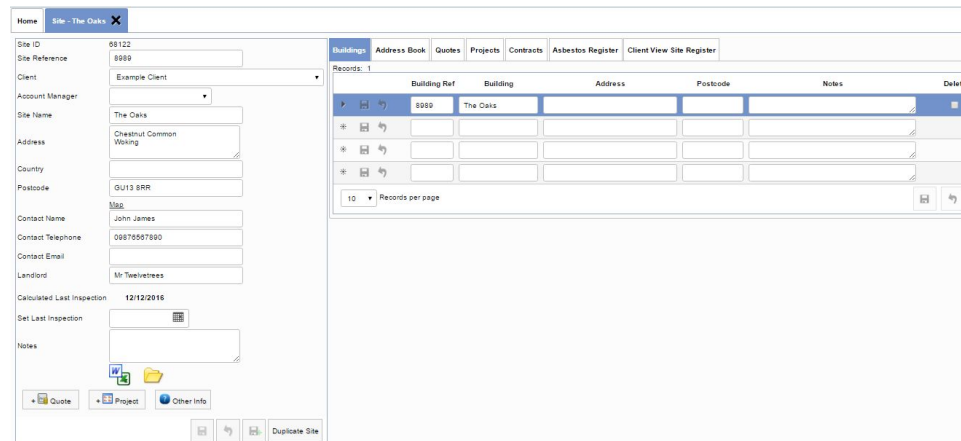 Home
Site - The Oaks
Site ID 68122
Site Reference 8989
Client Example Client
Account Manager
Site Name The Oaks
Address Chestnut Common
Woking
Country
Postcode GU13 8RR
Map
Contact Name John James
Contact Telephone 09876567890
Contact Email
Landlord Mr Twelvetrees
Calculated Last Inspection 12/12/2016
Set Last Inspection
Notes
+ Quote + Project Other Info
Duplicate Site
Buildings Address Book Quotes Projects Contracts Asbestos Register Client View Site Register
Records: 1
Building Ref Building Address Postcode Notes Delet
8989 The Oaks
10 Records per page